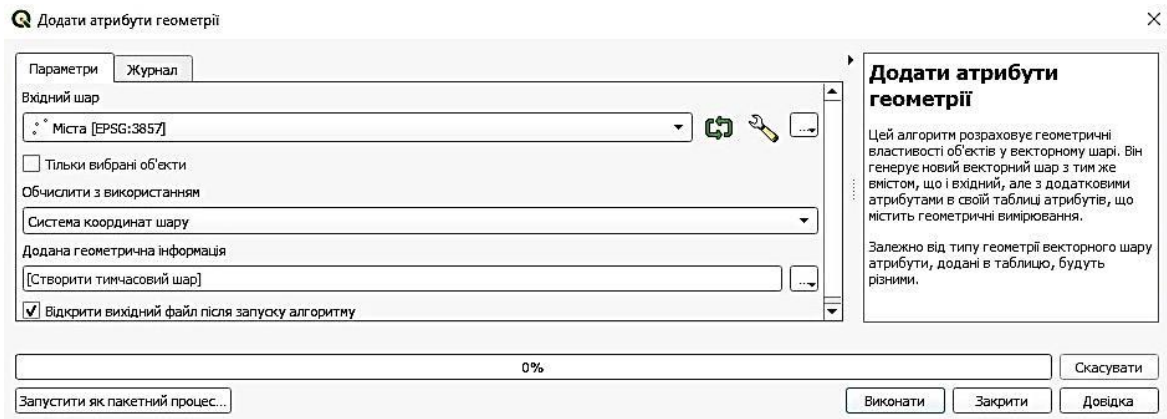 Додати атрибути геометрії
Параметри
Журнал
Вхідний шар
Міста [EPSG:3857]
...
Тільки вибрані об'єкти
Обчислити з використанням
Система координат шару
Додана геометрична інформація
[Створити тимчасовий шар]
...
Відкрити вихідний файл після запуску алгоритму
Додати атрибути
геометрії
Цей алгоритм розраховує геометричні
властивості об'єктів у векторному шарі. Він
генерує новий векторний шар з тим же
вмістом, що і вхідний, але з додатковими
атрибутами в своїй таблиці атрибутів, що
містить геометричні вимірювання.
Залежно від типу геометрії векторного шару
атрибути, додані в таблицю, будуть
різними.
0%
Скасувати
Запустити як пакетний процес...
Виконати
Закрити
Довідка